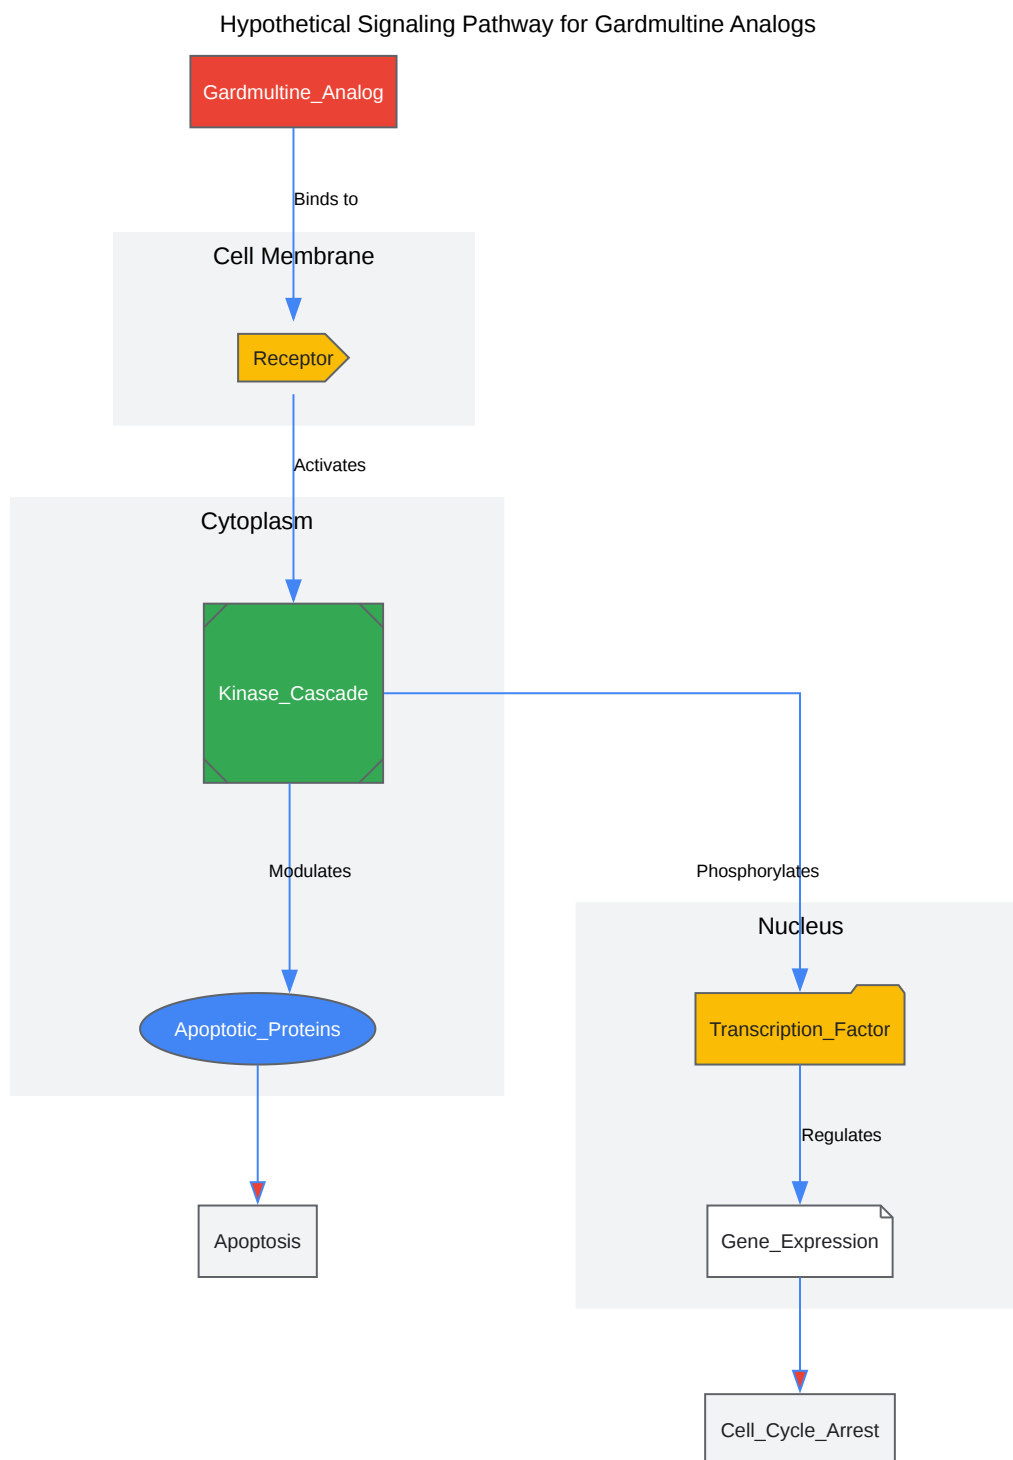 Hypothetical Signaling Pathway for Gardmultine Analogs
Gardmultine_Analog
Binds to
Cell Membrane
Receptor
Activates
Cytoplasm
Kinase_Cascade
Modulates
Phosphorylates
Nucleus
Apoptotic_Proteins
Transcription_Factor
Regulates
Apoptosis
Gene_Expression
Cell_Cycle_Arrest